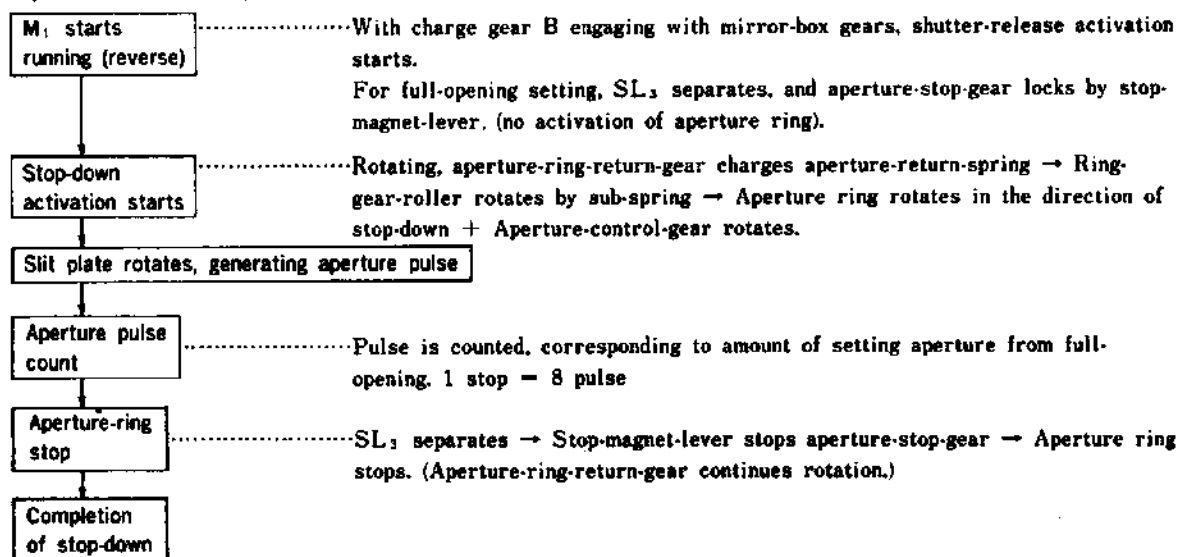 M₁ starts
running (reverse)
With charge gear B engaging with mirror-box gears, shutter-release activation
starts.
For full-opening setting, SL₃ separates, and aperture-stop-gear locks by stop-
magnet-lever. (no activation of aperture ring).
Stop-down
activation starts
Rotating, aperture-ring-return-gear charges aperture-return-spring → Ring-
gear-roller rotates by sub-spring → Aperture ring rotates in the direction of
stop-down + Aperture-control-gear rotates.
Slit plate rotates, generating aperture pulse
Aperture pulse
count
Pulse is counted, corresponding to amount of setting aperture from full-
opening. 1 stop = 8 pulse
Aperture-ring
stop
SL₃ separates → Stop-magnet-lever stops aperture-stop-gear → Aperture ring
stops. (Aperture-ring-return-gear continues rotation.)
Completion
of stop-down